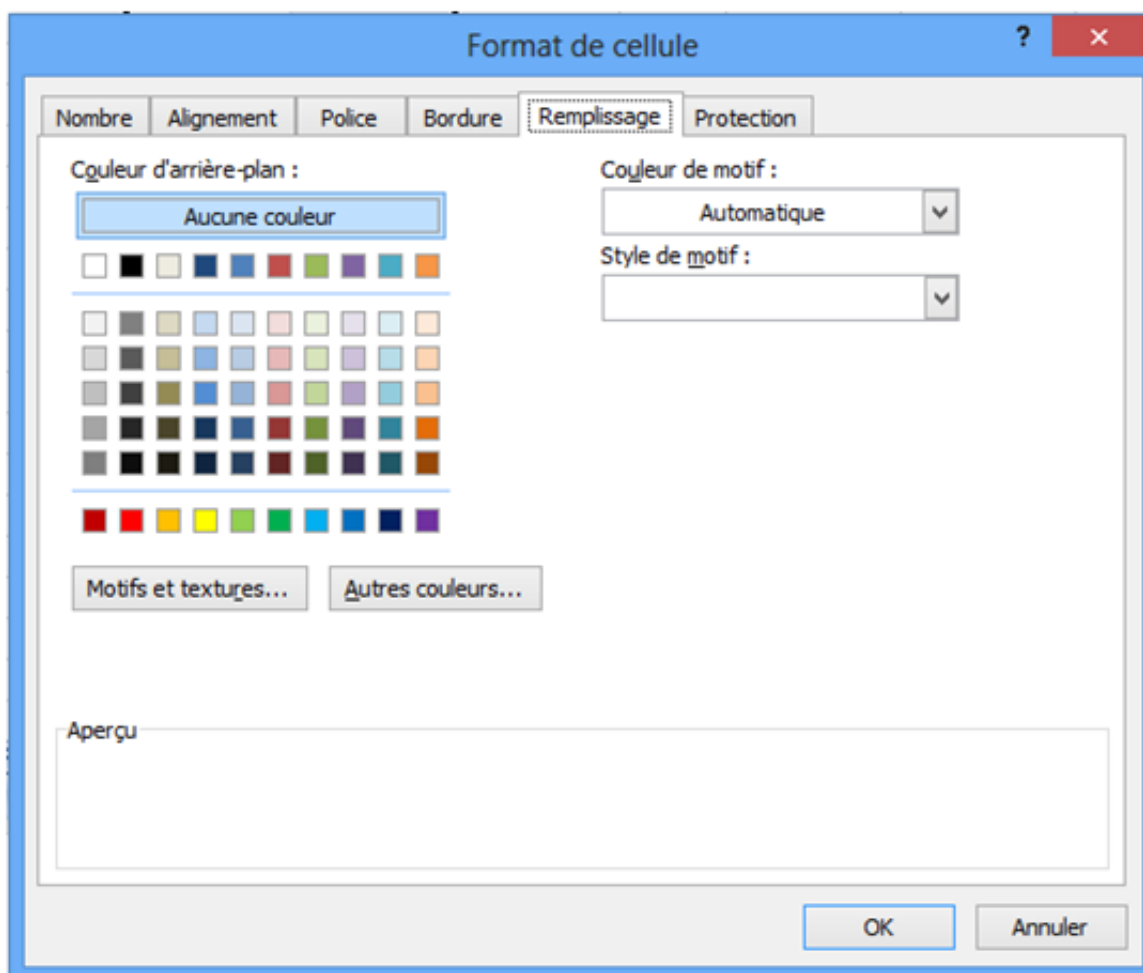 Format de cellule
?
Nombre Alignement Police Bordure Remplissage Protection
Couleur d'arrière-plan :
Aucune couleur
Couleur de motif :
Automatique
Style de motif :
Motifs et textures... Autres couleurs...
Aperçu
OK Annuler